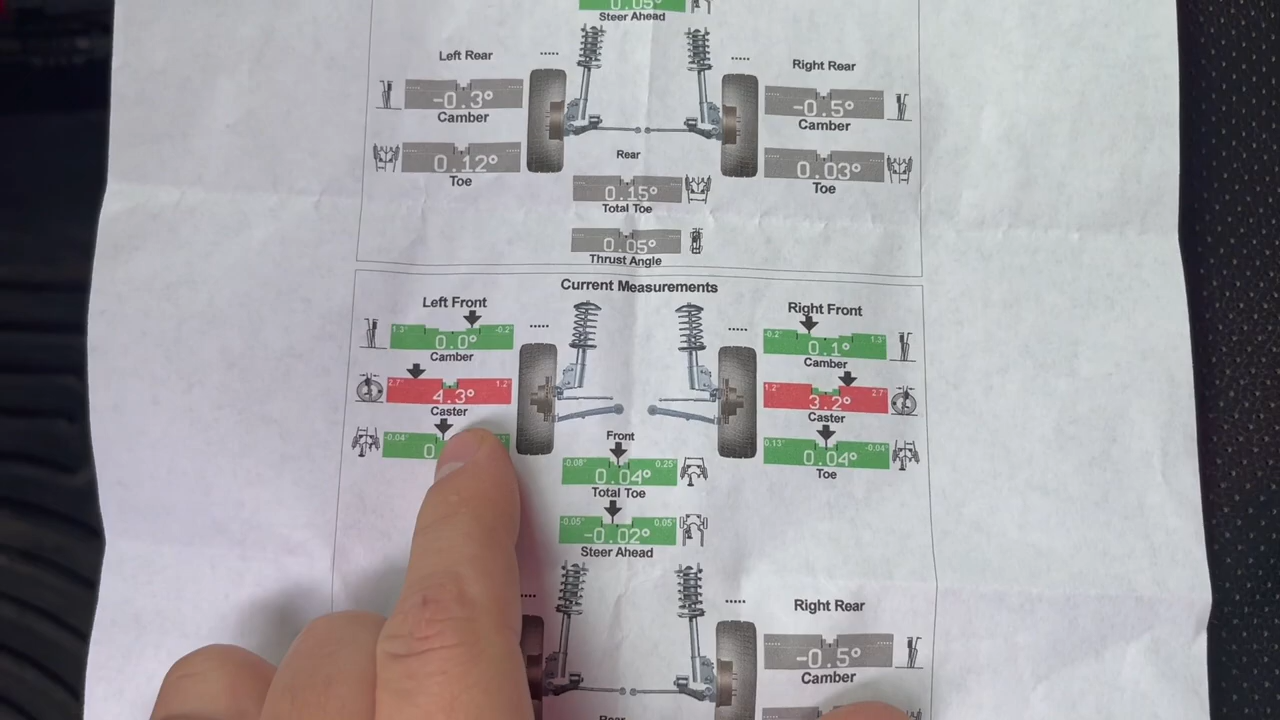 0.05°
Steer Ahead
Left Rear
Right Rear
-0.3°
Camber
-0.5°
Camber
Rear
0.12°
Toe
0.03°
Toe
0.15°
Total Toe
0.05°
Thrust Angle
Current Measurements
Left Front
Right Front
1.3° -0.2°
0.0°
Camber
-0.2° 1.3°
0.1°
Camber
2.7° 1.2°
4.3°
Caster
1.2° 2.7
3.2°
Caster
Front
-0.04°
0
0.13° -0.04°
0.04°
Toe
-0.08° 0.25°
0.04°
Total Toe
-0.05° 0.05°
-0.02°
Steer Ahead
Right Rear
-0.5°
Camber
Rear